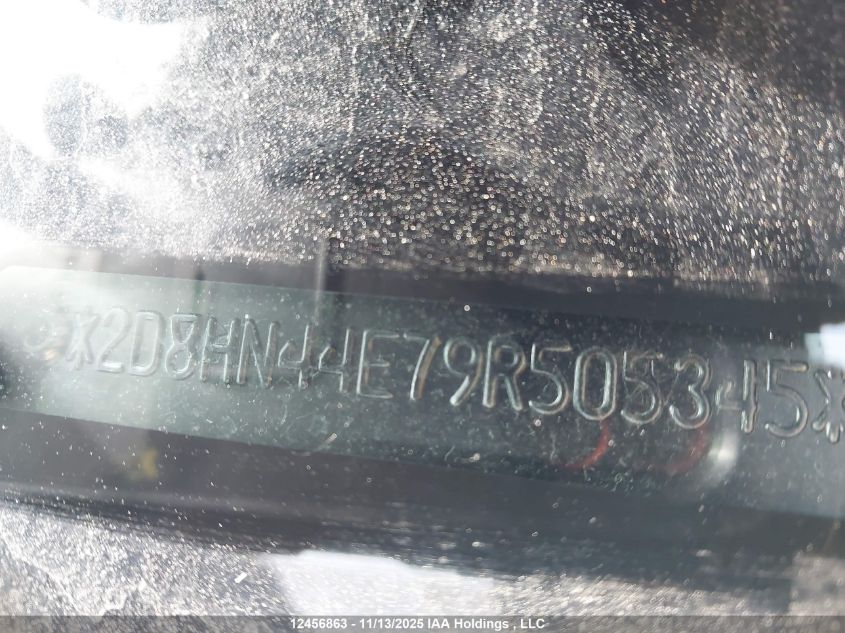 *2D8HN44E79R505345*
12456863 - 11/13/2025 IAA Holdings , LLC